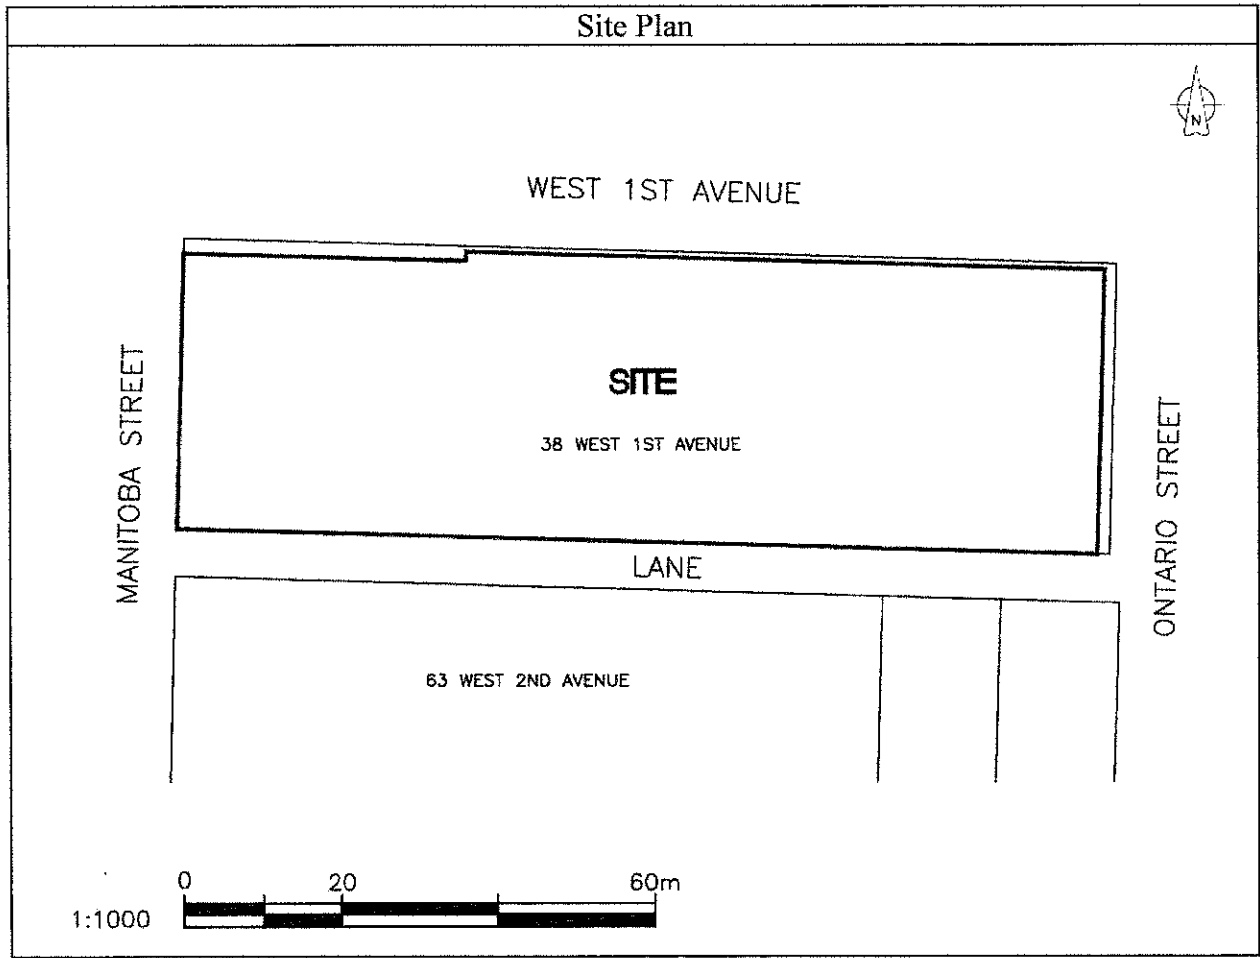 Site Plan
N
WEST 1ST AVENUE
MANITOBA STREET
SITE
38 WEST 1ST AVENUE
ONTARIO STREET
LANE
63 WEST 2ND AVENUE
0 20 60m
1:1000